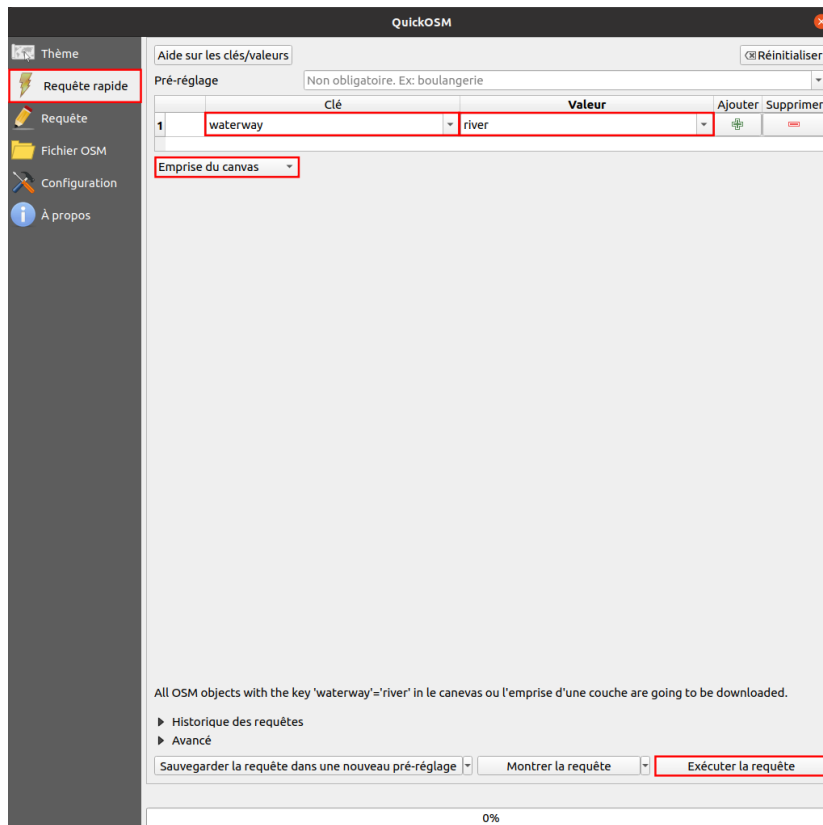 QuickOSM
Thème
Requête rapide
Requête
Fichier OSM
Configuration
À propos
Aide sur les clés/valeurs
Réinitialiser
Pré-réglage
Non obligatoire. Ex: boulangerie
Clé Valeur Ajouter Supprimer
1 waterway river
Emprise du canvas
All OSM objects with the key 'waterway'='river' in le canevas ou l'emprise d'une couche are going to be downloaded.
Historique des requêtes
Avancé
Sauvegarder la requête dans une nouveau pré-réglage
Montrer la requête
Exécuter la requête
0%